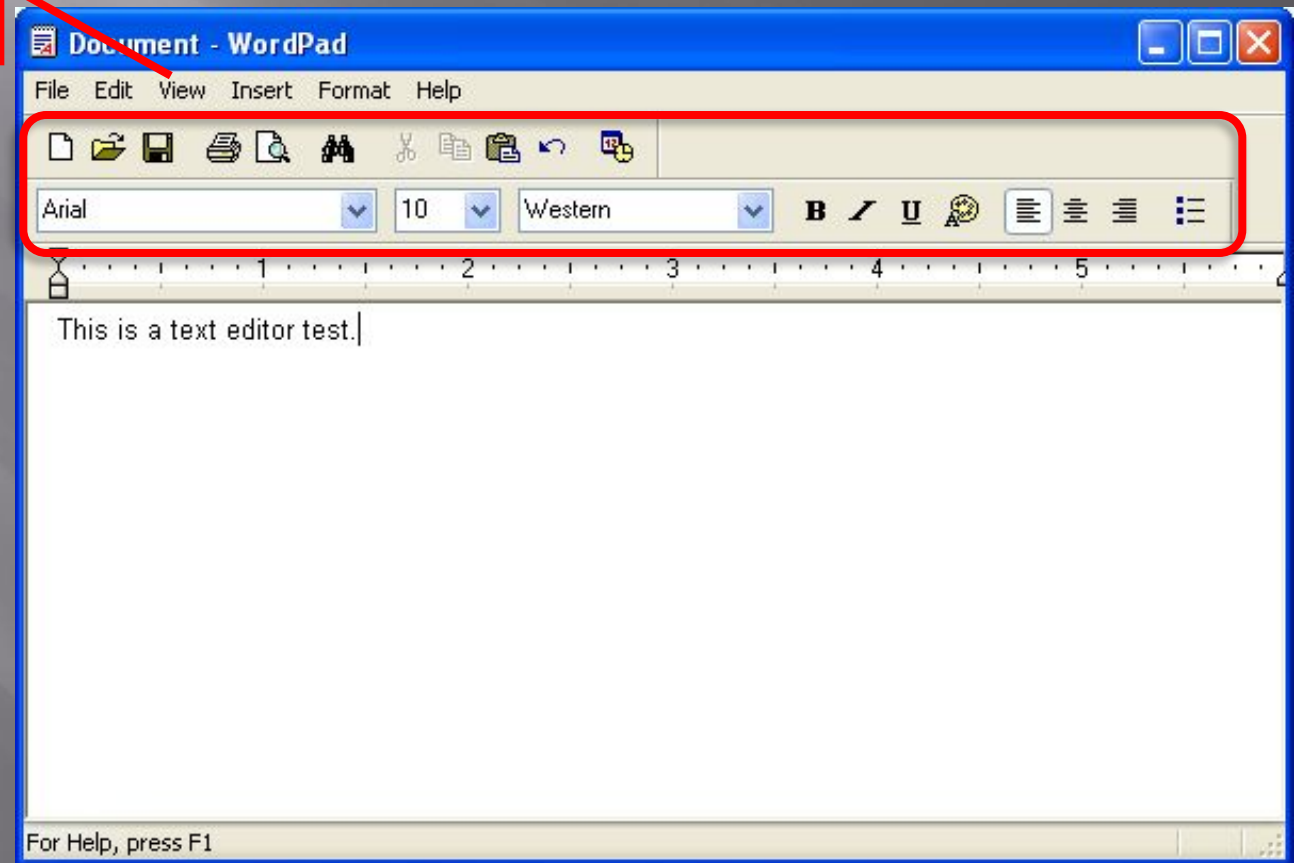 Document - WordPad
File Edit View Insert Format Help
Arial 10 Western B I U
1 2 3 4 5
This is a text editor test.
For Help, press F1